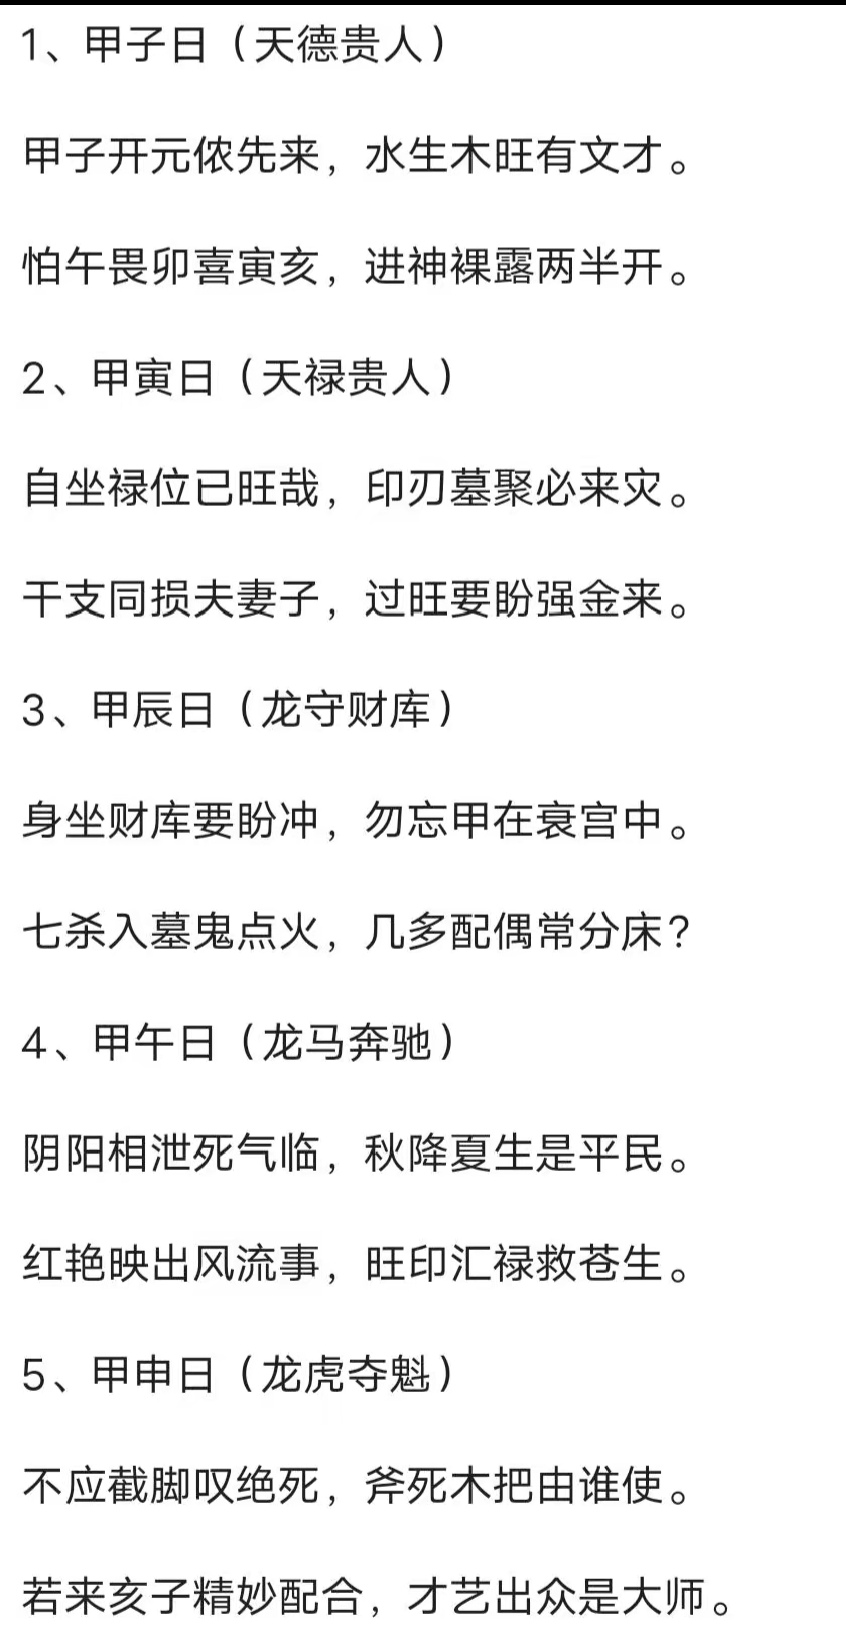 1、甲子日（天德贵人）
甲子开元侬先来，水生木旺有文才。
怕午畏卯喜寅亥，进神裸露两半开。
2、甲寅日（天禄贵人）
自坐禄位已旺哉，印刃墓聚必来灾。
干支同损夫妻子，过旺要盼强金来。
3、甲辰日（龙守财库）
身坐财库要盼冲，勿忘甲在衰宫中。
七杀入墓鬼点火，几多配偶常分床？
4、甲午日（龙马奔驰）
阴阳相泄死气临，秋降夏生是平民。
红艳映出风流事，旺印汇禄救苍生。
5、甲申日（龙虎夺魁）
不应截脚叹绝死，斧死木把由谁使。
若来亥子精妙配合，才艺出众是大师。